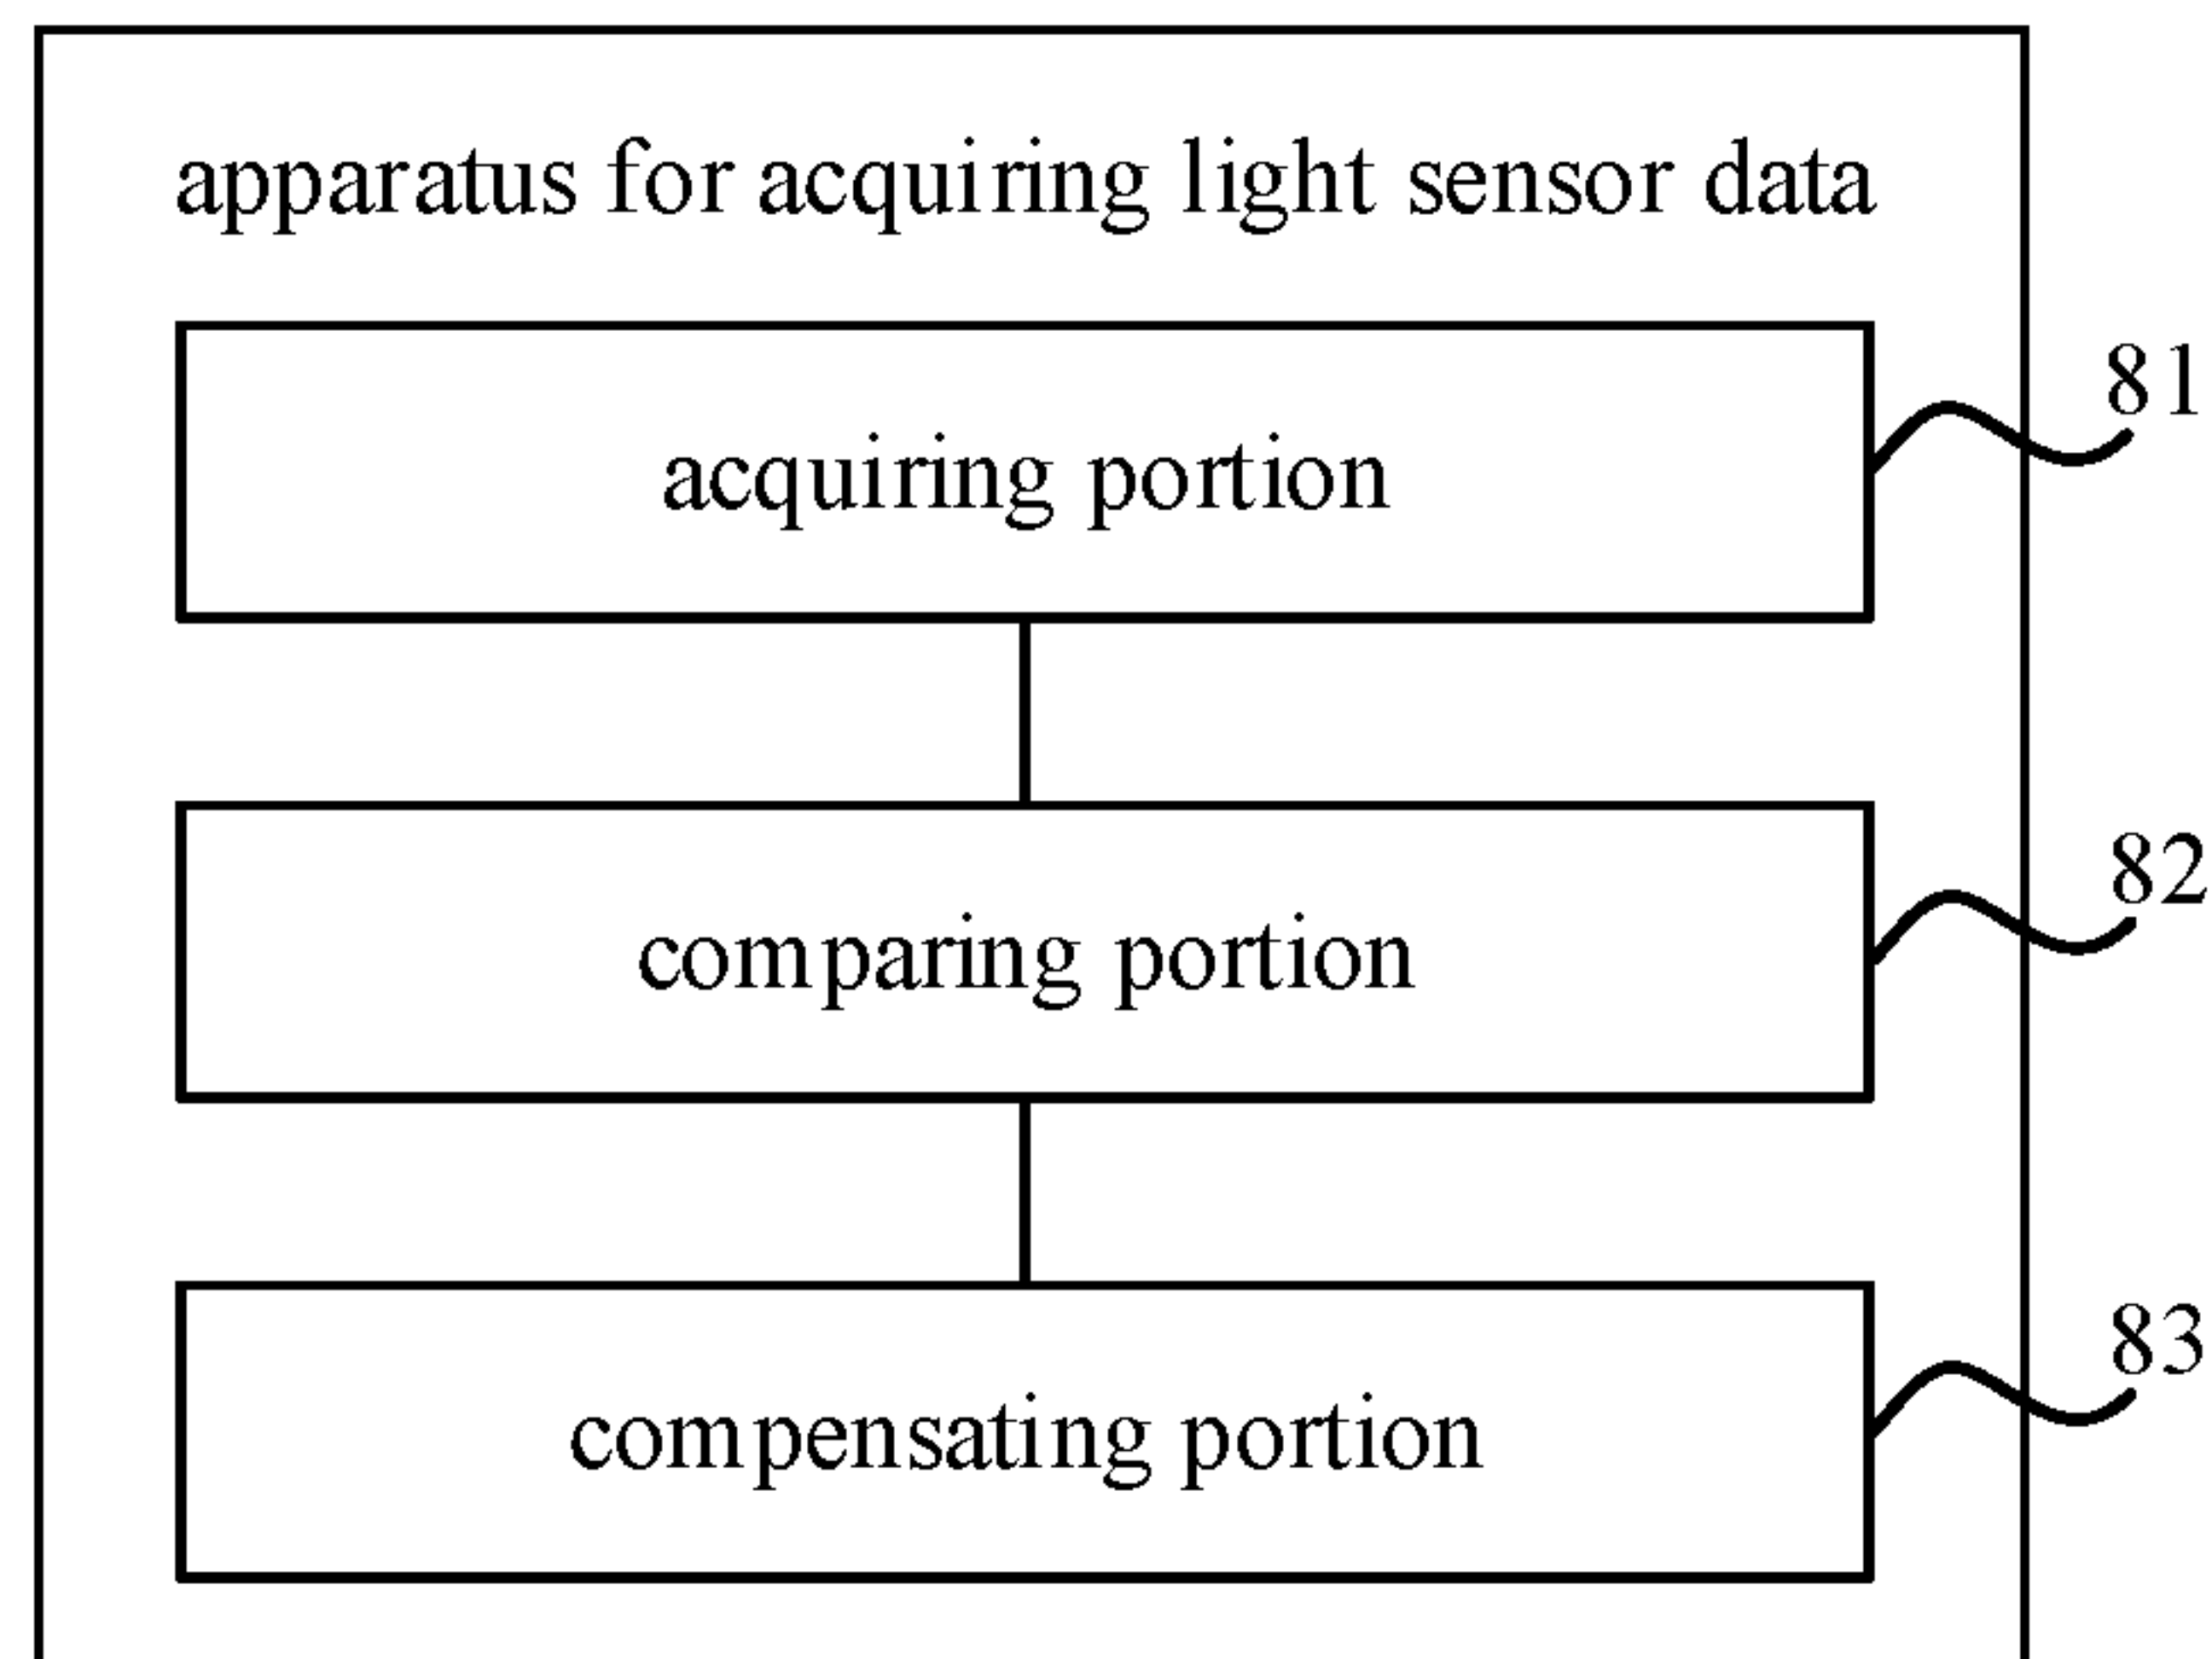 apparatus for acquiring light sensor data
acquiring portion
81
comparing portion
82
compensating portion
83